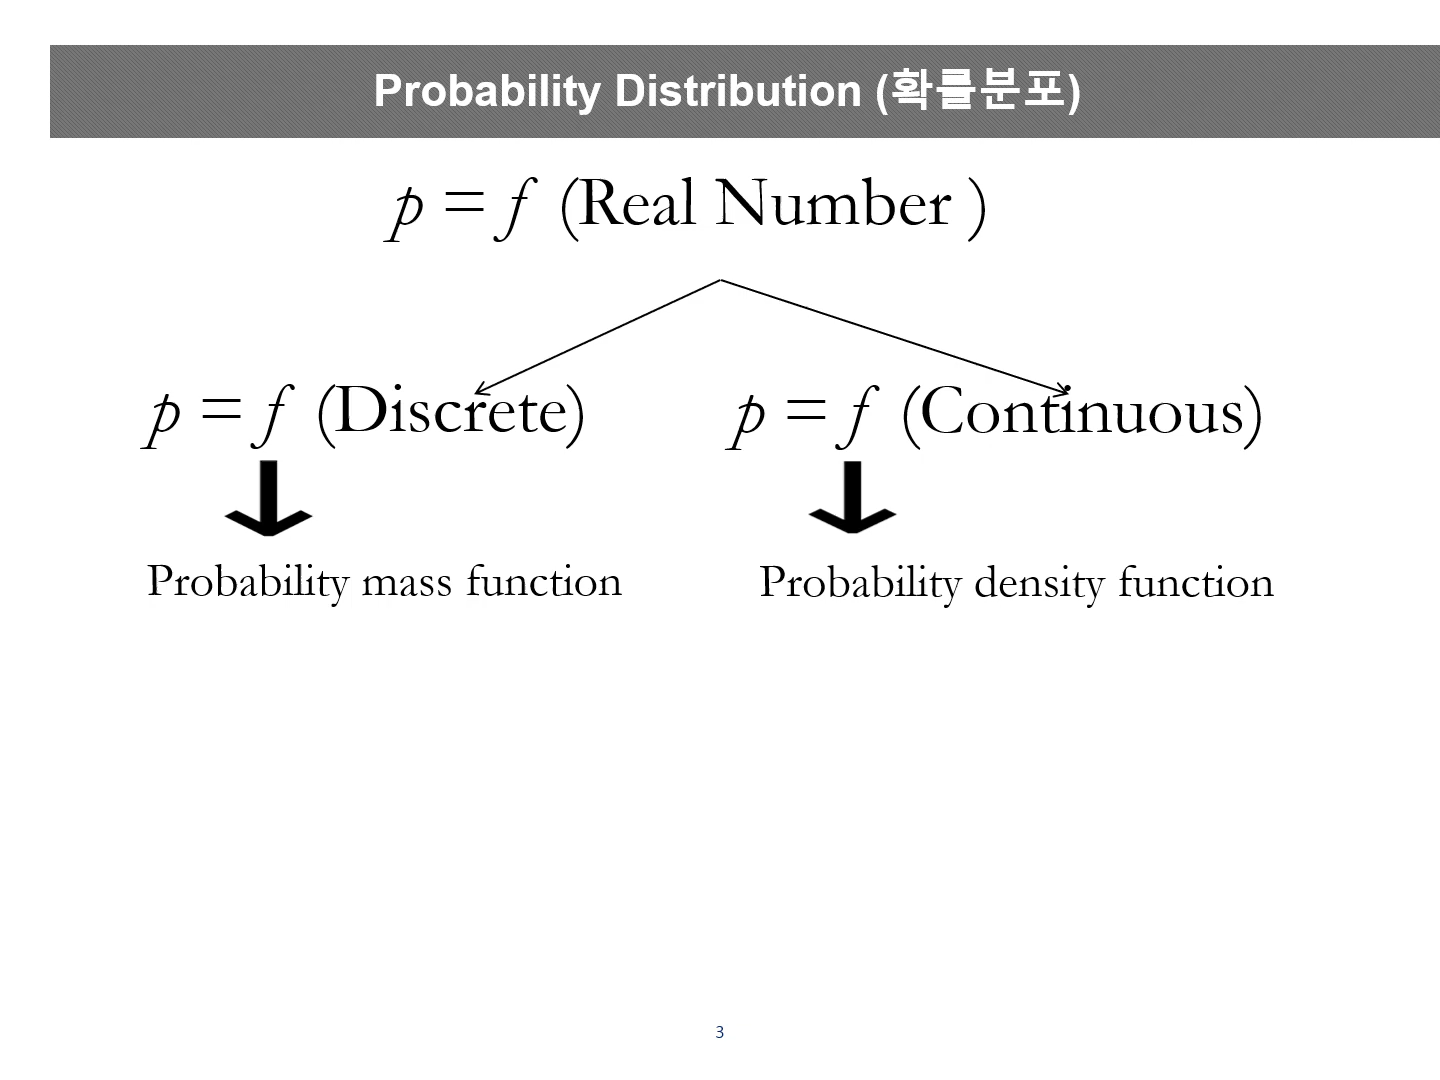 Probability Distribution (확률분포)
p = f (Real Number )
p = f (Discrete)
p = f (Continuous)
Probability mass function
Probability density function
3